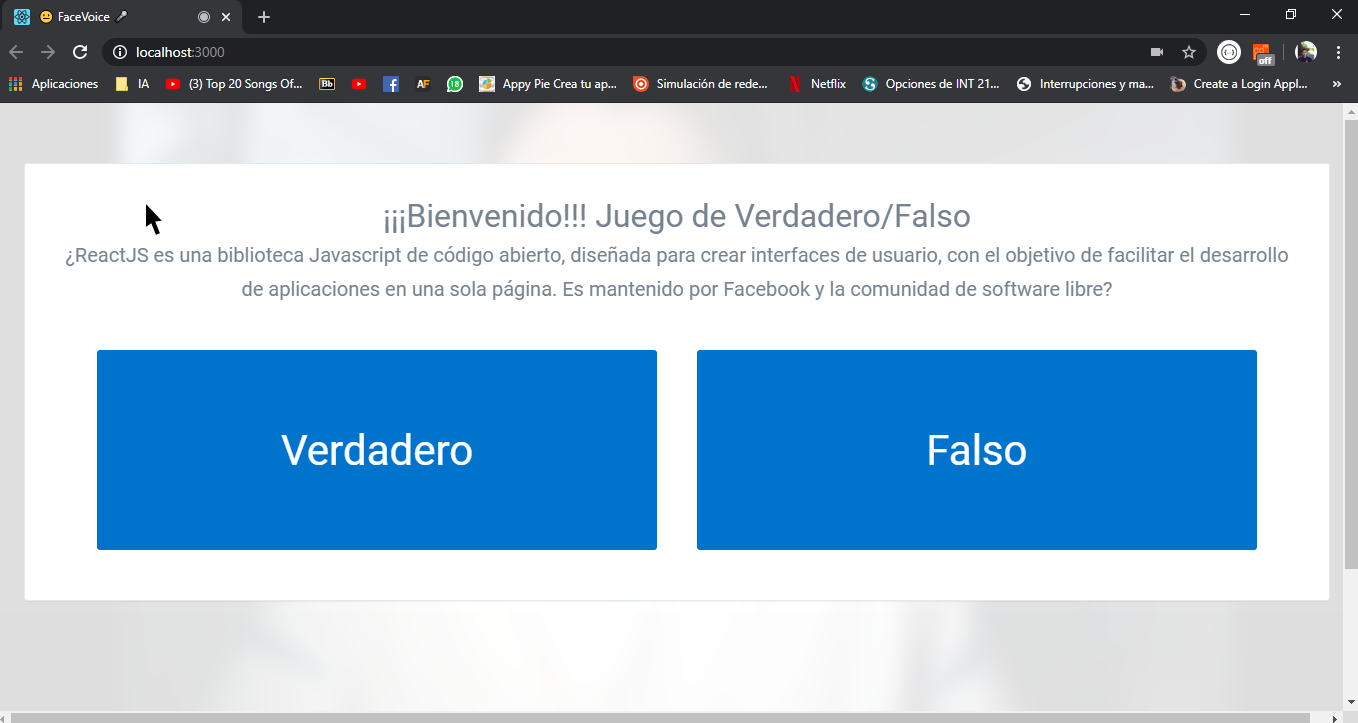 FaceVoice
localhost:3000
Aplicaciones IA (3) Top 20 Songs Of... Bb AF 18 Appy Pie Crea tu ap... Simulación de rede... Netflix Opciones de INT 21... Interrupciones y ma... Create a Login Appl... »
off
¡¡¡Bienvenido!!! Juego de Verdadero/Falso
¿ReactJS es una biblioteca Javascript de código abierto, diseñada para crear interfaces de usuario, con el objetivo de facilitar el desarrollo
de aplicaciones en una sola página. Es mantenido por Facebook y la comunidad de software libre?
Verdadero Falso